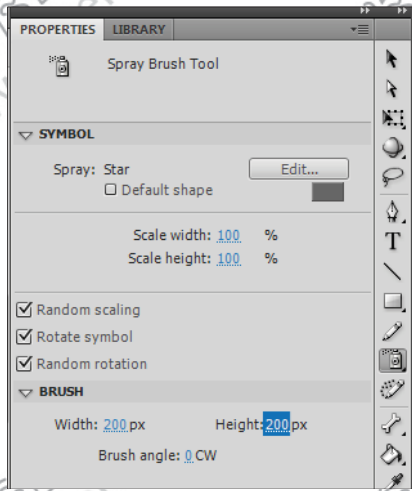 PROPERTIES LIBRARY
Spray Brush Tool
SYMBOL
Spray: Star Edit...
Default shape
Scale width: 100 %
Scale height: 100 %
Random scaling
Rotate symbol
Random rotation
BRUSH
Width: 200 px Height: 200 px
Brush angle: 0 CW
T